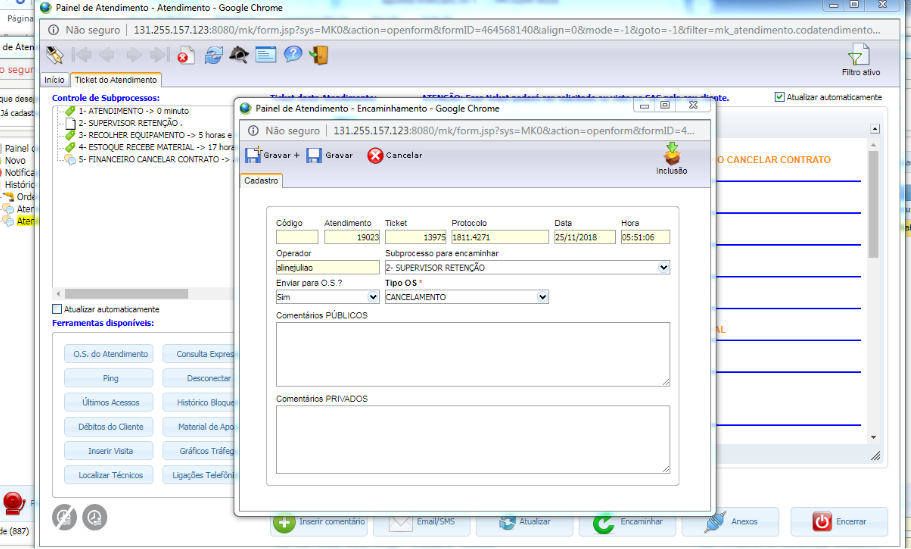 Painel de Atendimento - Atendimento - Google Chrome
Página
Não seguro | 131.255.157.123:8080/mk/form.jsp?sys=MK0&action=openform&formID=464568140&align=0&mode=-1&goto=-1&filter=mk_atendimento.codatendimento...
de Aten
o segur
Filtro ativo
Início
Ticket do Atendimento
Controle de Subprocessos:
Atualizar automaticamente
que desej
Já cadast
1- ATENDIMENTO -> 0 minuto
2- SUPERVISOR RETENÇÃO .
3- RECOLHER EQUIPAMENTO -> 5 horas e
4- ESTOQUE RECEBE MATERIAL -> 17 hora
5- FINANCEIRO CANCELAR CONTRATO ->
O CANCELAR CONTRATO
Painel d
Novo
Notifica
Históric
Orde
Aten
Aten
Painel de Atendimento - Encaminhamento - Google Chrome
Não seguro | 131.255.157.123:8080/mk/form.jsp?sys=MK0&action=openform&formID=4...
Gravar +
Gravar
Cancelar
Inclusão
Cadastro
Código
Atendimento
Ticket
Protocolo
Data
Hora
19023
13975
1811.4271
25/11/2018
05:51:06
Operador
Subprocesso para encaminhar
alinejuliao
2- SUPERVISOR RETENÇÃO
Enviar para O.S.?
Tipo OS *
Sim
CANCELAMENTO
Comentários PÚBLICOS
Comentários PRIVADOS
AL
Atualizar automaticamente
Ferramentas disponíveis:
O.S. do Atendimento
Consulta Expres
Ping
Desconectar
Últimos Acessos
Histórico Bloque
Débitos do Cliente
Material de Apo
Inserir Visita
Gráficos Tráfeg
Localizar Técnicos
Ligações Telefôni
Inserir comentário
Email/SMS
Atualizar
Encaminhar
Anexos
Encerrar
de (887)